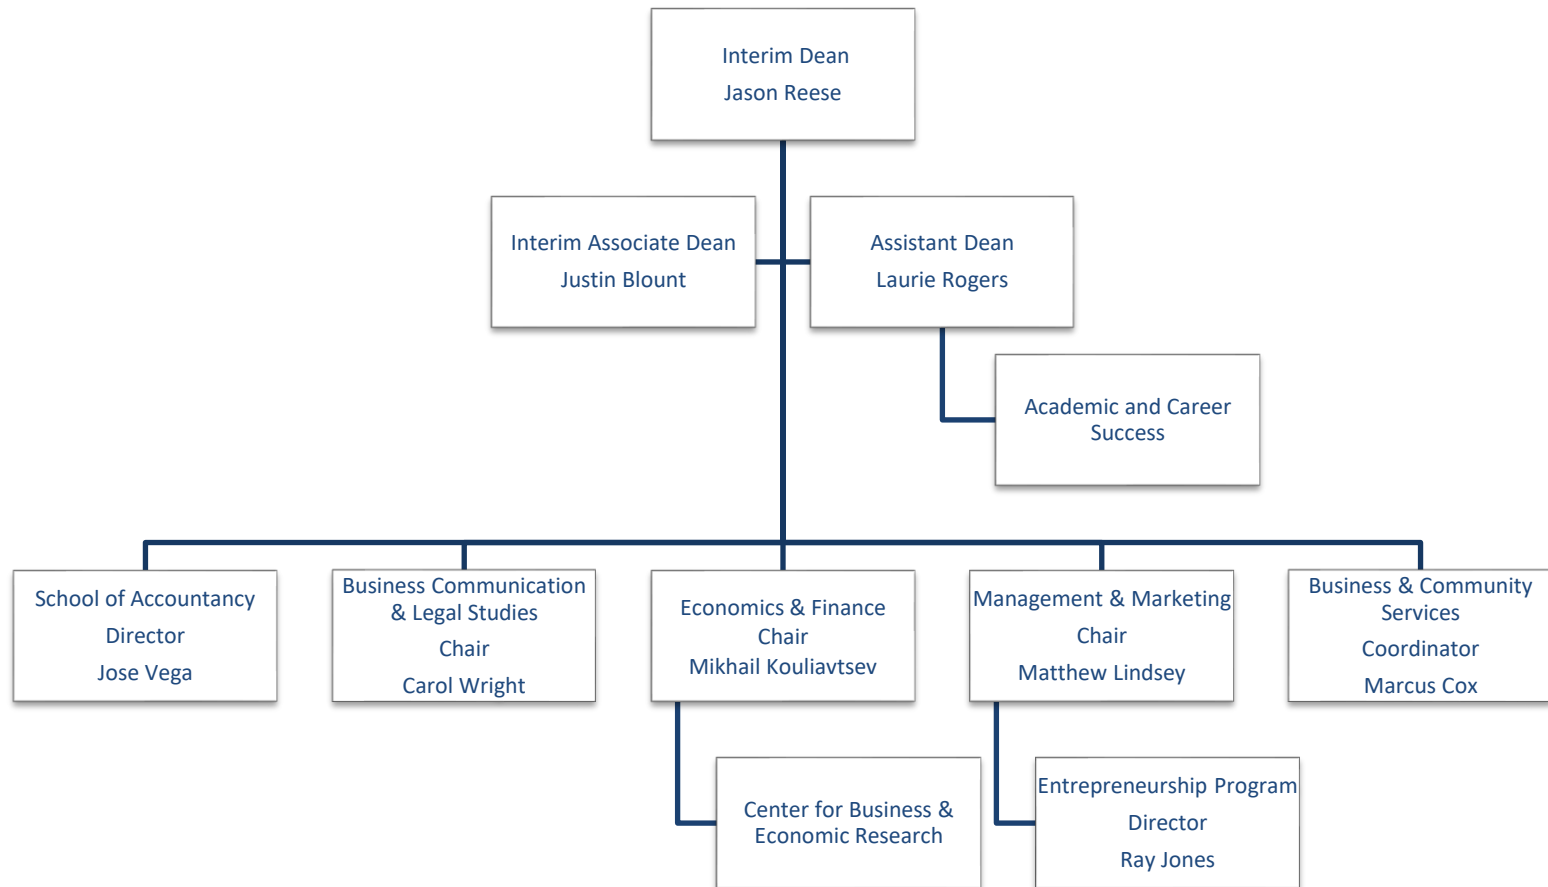 Interim Dean
Jason Reese
Interim Associate Dean
Justin Blount
Assistant Dean
Laurie Rogers
Academic and Career
Success
School of Accountancy
Director
Jose Vega
Business Communication
& Legal Studies
Chair
Carol Wright
Economics & Finance
Chair
Mikhail Kouliavtsev
Management & Marketing
Chair
Matthew Lindsey
Business & Community
Services
Coordinator
Marcus Cox
Center for Business &
Economic Research
Entrepreneurship Program
Director
Ray Jones